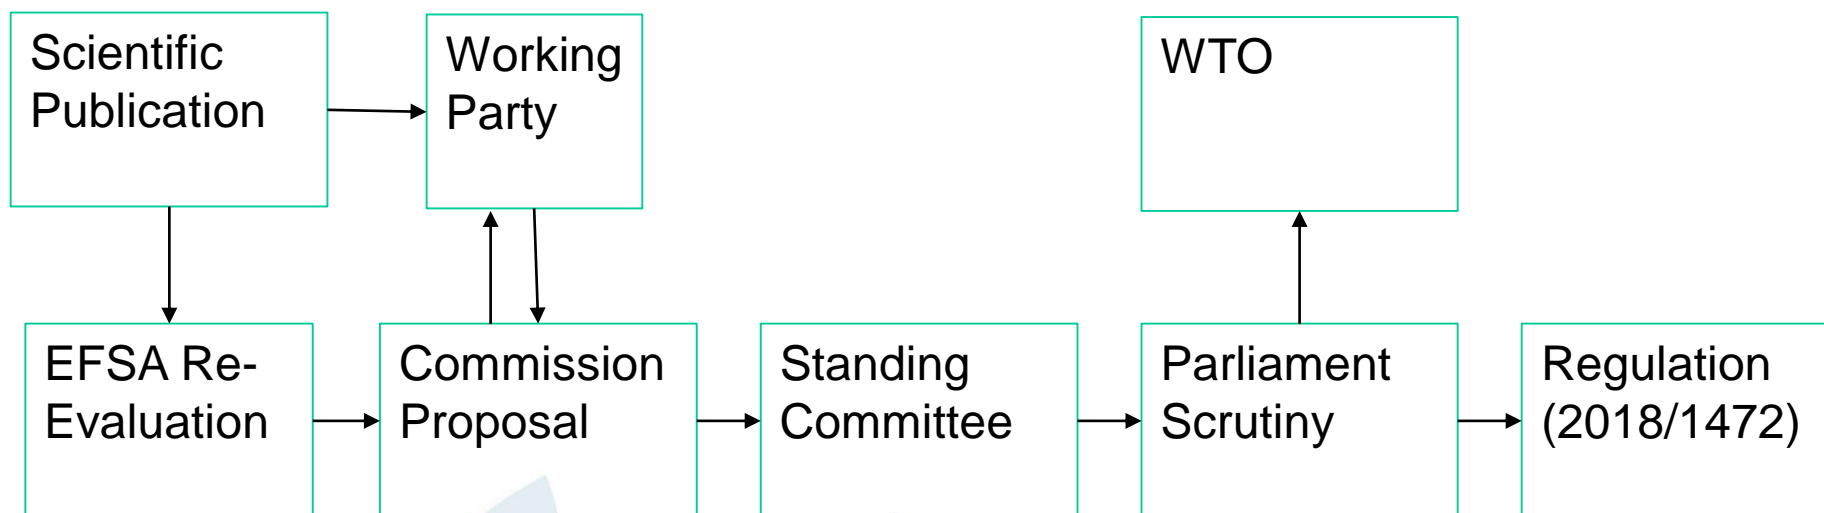 Scientific
Publication
Working
Party
WTO
EFSA Re-
Evaluation
Commission
Proposal
Standing
Committee
Parliament
Scrutiny
Regulation
(2018/1472)